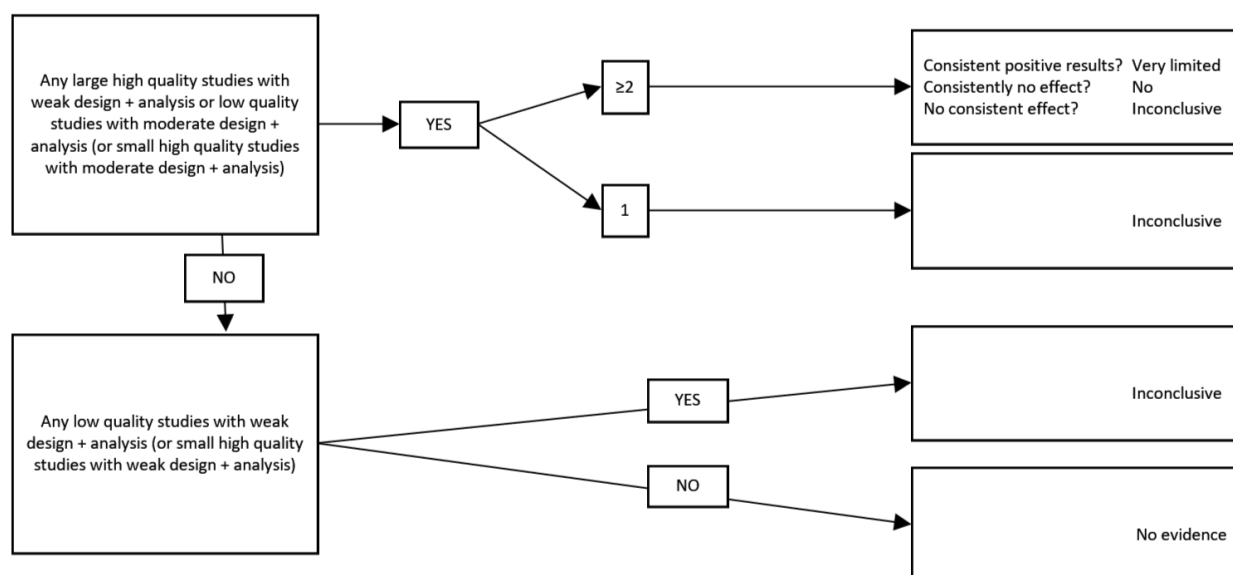 Any large high quality studies with
weak design + analysis or low quality
studies with moderate design +
analysis (or small high quality studies
with moderate design + analysis)
YES
≥2
Consistent positive results? Very limited
Consistently no effect? No
No consistent effect? Inconclusive
1
Inconclusive
NO
Any low quality studies with weak
design + analysis (or small high quality
studies with weak design + analysis)
YES
Inconclusive
NO
No evidence